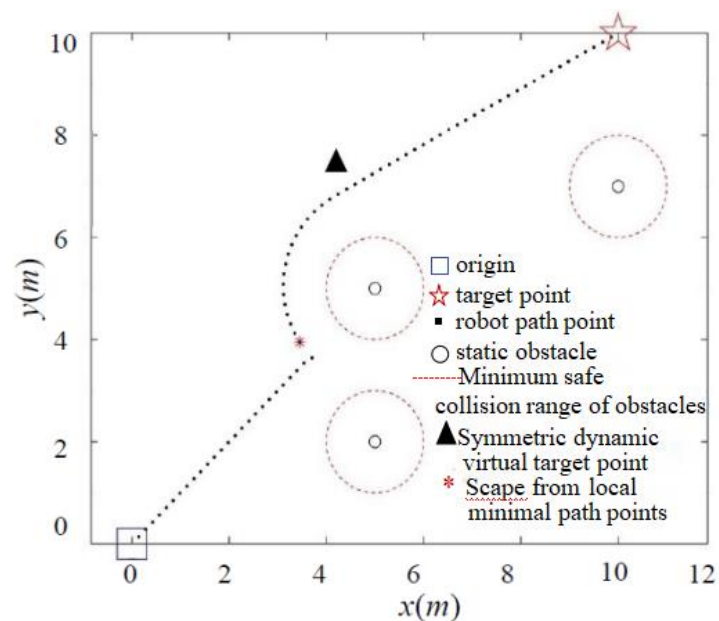 10
8
6
4
2
0
y(m)
origin
target point
robot path point
static obstacle
Minimum safe
collision range of obstacles
Symmetric dynamic
virtual target point
Scape from local
minimal path points
0 2 4 6 8 10 12
x(m)